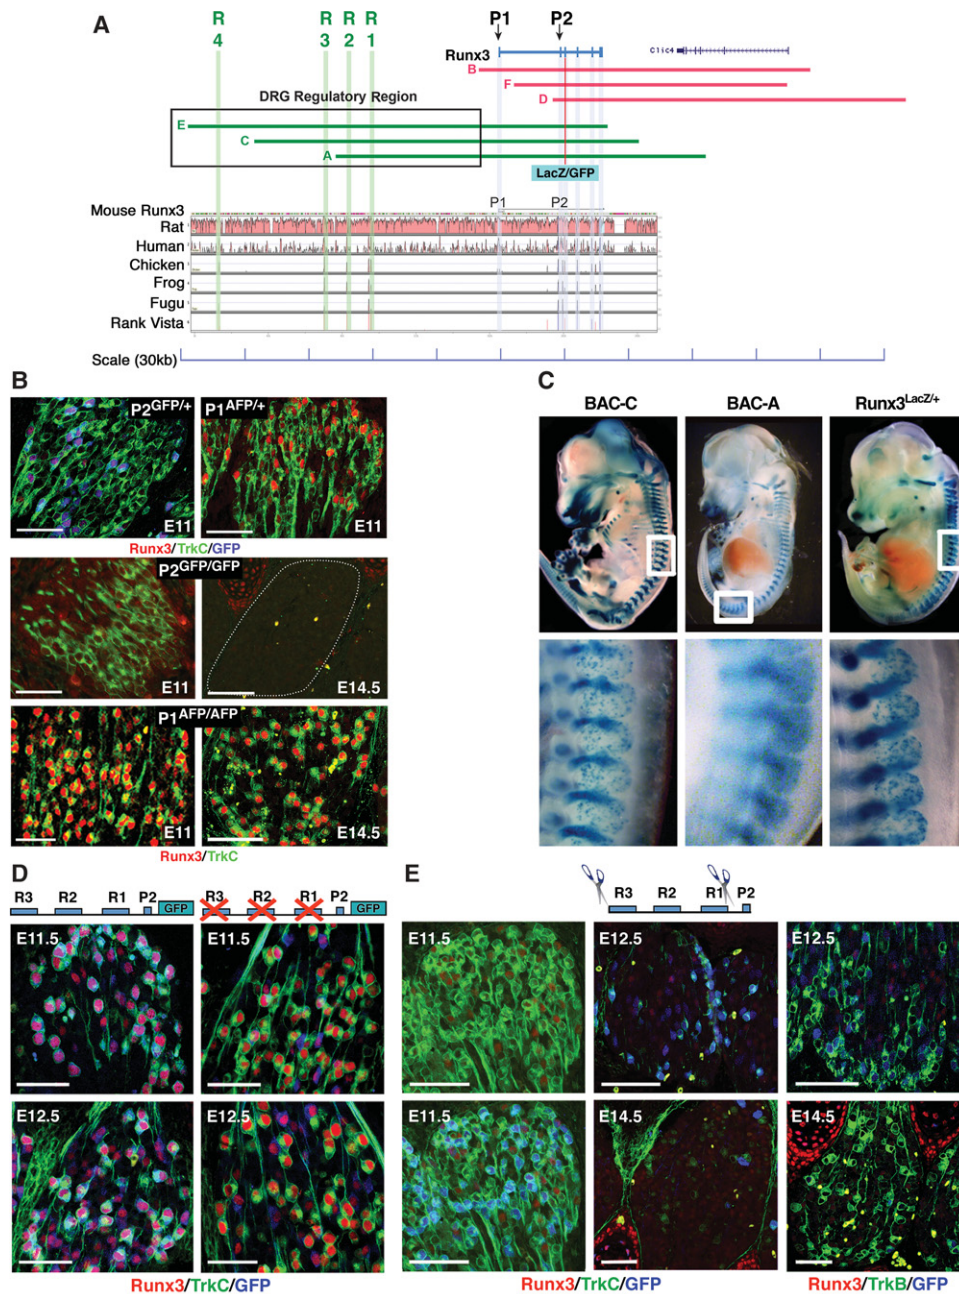 A
R R R R
4 3 2 1
P1 P2
Runx3
Clic4
B
F
D
DRG Regulatory Region
E
C
A
LacZ/GFP
P1 P2
Mouse Runx3
Rat
Human
Chicken
Frog
Fugu
Rank Vista
Scale (30kb)
B
P2GFP/+ P1AFP/+
E11 E11
Runx3/TrkC/GFP
P2GFP/GFP
E11 E14.5
P1AFP/AFP
E11 E14.5
Runx3/TrkC
C
BAC-C BAC-A Runx3LacZ/+
D
R3 R2 R1 P2 GFP R3 R2 R1 P2 GFP
E11.5 E11.5
E12.5 E12.5
Runx3/TrkC/GFP
E
R3 R2 R1 P2
E11.5 E12.5 E12.5
E11.5 E14.5 E14.5
Runx3/TrkC/GFP Runx3/TrkB/GFP